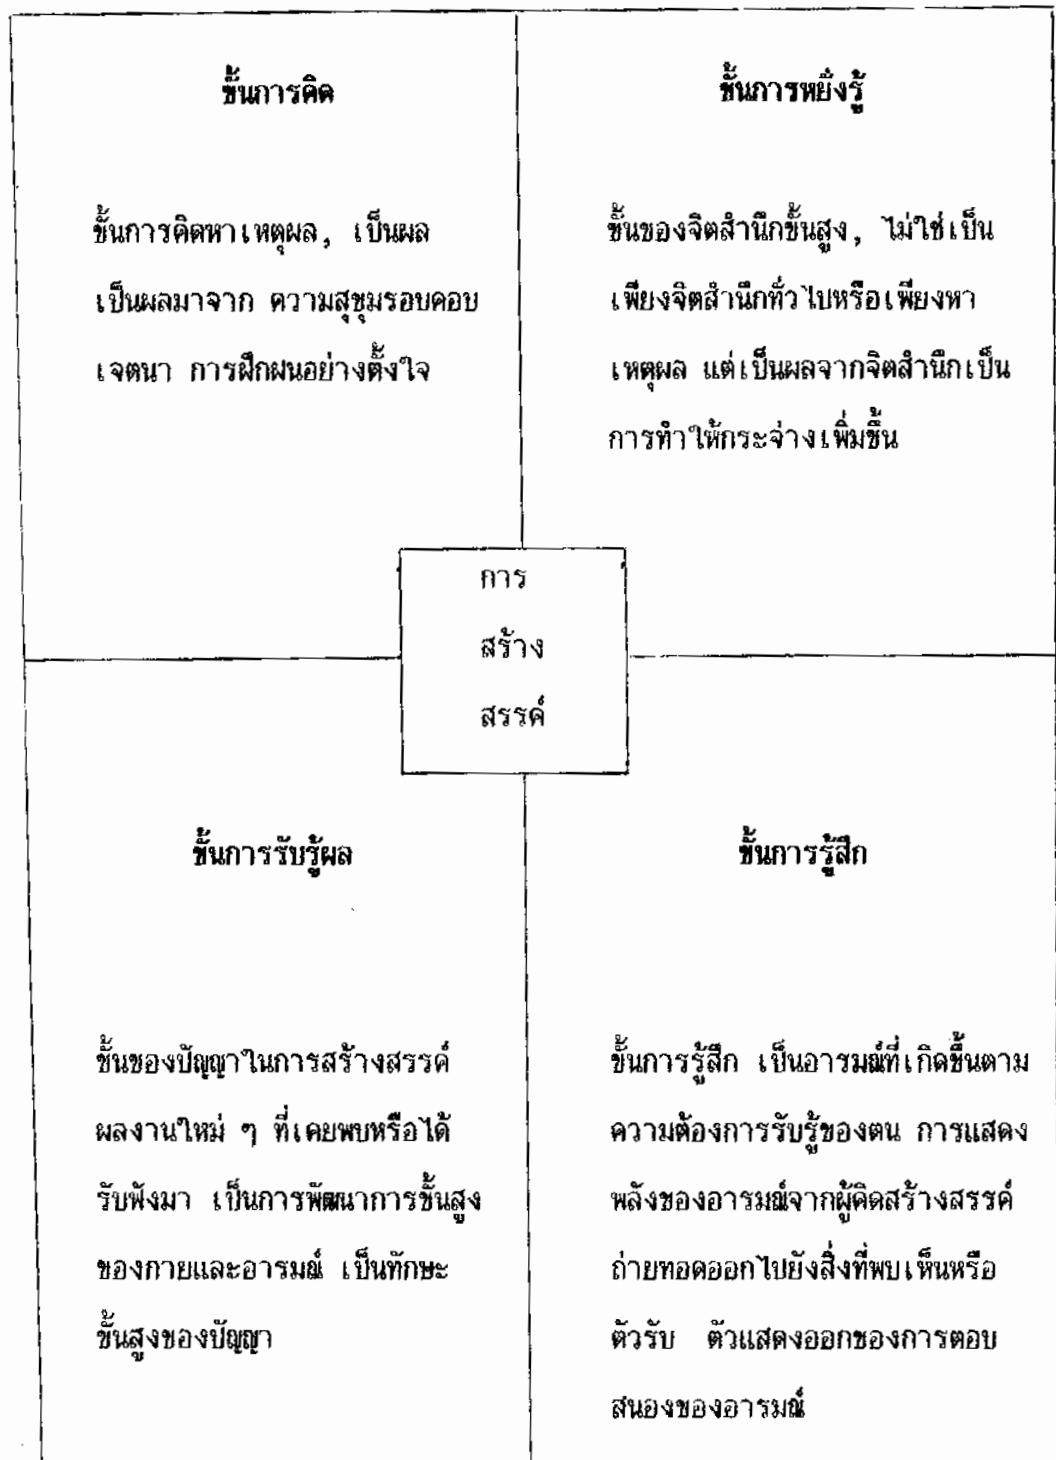 ขั้นการคิด
ขั้นการคิดหาเหตุผล, เป็นผล
เป็นผลมาจาก ความสุขุมรอบคอบ
เจตนา การฝึกฝนอย่างตั้งใจ
ขั้นการหยั่งรู้
ขั้นของจิตสำนึกขั้นสูง, ไม่ใช่เป็น
เพียงจิตสำนึกทั่วไปหรือเพียงหา
เหตุผล แต่เป็นผลจากจิตสำนึกเป็น
การทำให้กระจ่างเพิ่มขึ้น
การ
สร้าง
สรรค์
ขั้นการรับรู้ผล
ขั้นของปัญญาในการสร้างสรรค์
ผลงานใหม่ ๆ ที่เคยพบหรือได้
รับฟังมา เป็นการพัฒนาการขั้นสูง
ของกายและอารมณ์ เป็นทักษะ
ขั้นสูงของปัญญา
ขั้นการรู้สึก
ขั้นการรู้สึก เป็นอารมณ์ที่เกิดขึ้นตาม
ความต้องการรับรู้ของตน การแสดง
พลังของอารมณ์จากผู้คิดสร้างสรรค์
ถ่ายทอดออกไปยังสิ่งที่พบเห็นหรือ
ตัวรับ ตัวแสดงออกของการตอบ
สนองของอารมณ์